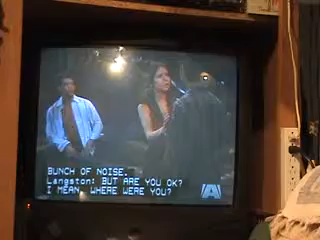 BUNCH OF NOISE.
Langston: BUT ARE YOU OK?
I MEAN, WHERE WERE YOU?